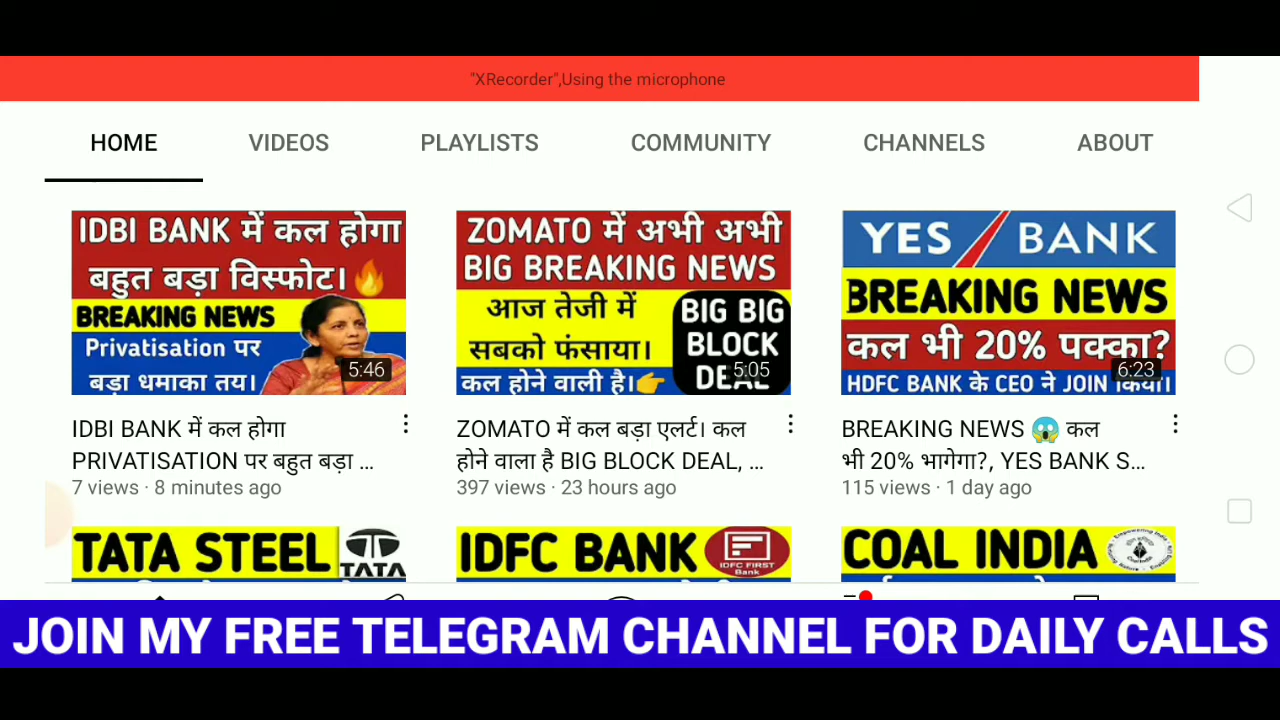 "XRecorder",Using the microphone
HOME VIDEOS PLAYLISTS COMMUNITY CHANNELS ABOUT
IDBI BANK में कल होगा
बहुत बड़ा विस्फोट।
BREAKING NEWS
Privatisation पर
बड़ा धमाका तय।
5:46
ZOMATO में अभी अभी
BIG BREAKING NEWS
आज तेजी में
सबको फंसाया।
कल होने वाली है।
BIG BIG
BLOCK
DEAL
5:05
YES BANK
BREAKING NEWS
कल भी 20% पक्का?
HDFC BANK के CEO ने JOIN किया।
6:23
IDBI BANK में कल होगा
PRIVATISATION पर बहुत बड़ा ...
7 views · 8 minutes ago
ZOMATO में कल बड़ा एलर्ट। कल
होने वाला है BIG BLOCK DEAL, ...
397 views · 23 hours ago
BREAKING NEWS 😱 कल
भी 20% भागेगा?, YES BANK S...
115 views · 1 day ago
TATA STEEL
TATA
IDFC BANK
IDFC FIRST
Bank
COAL INDIA
JOIN MY FREE TELEGRAM CHANNEL FOR DAILY CALLS